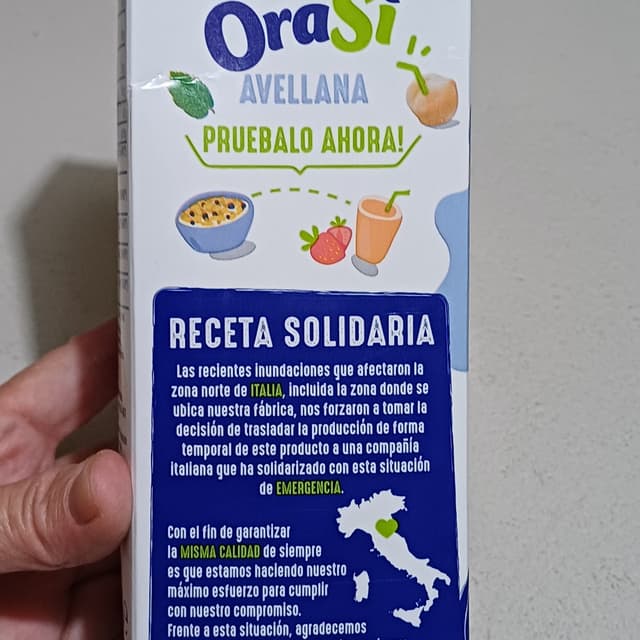 OraSì
AVELLANA
PRUEBALO AHORA!
RECETA SOLIDARIA
Las recientes inundaciones que afectaron la
zona norte de ITALIA, incluida la zona donde se
ubica nuestra fábrica, nos forzaron a tomar la
decisión de trasladar la producción de forma
temporal de este producto a una compañía
italiana que ha solidarizado con esta situación
de EMERGENCIA.
Con el fin de garantizar
la MISMA CALIDAD de siempre
es que estamos haciendo nuestro
máximo esfuerzo para cumplir
con nuestro compromiso.
Frente a esta situación, agradecemos